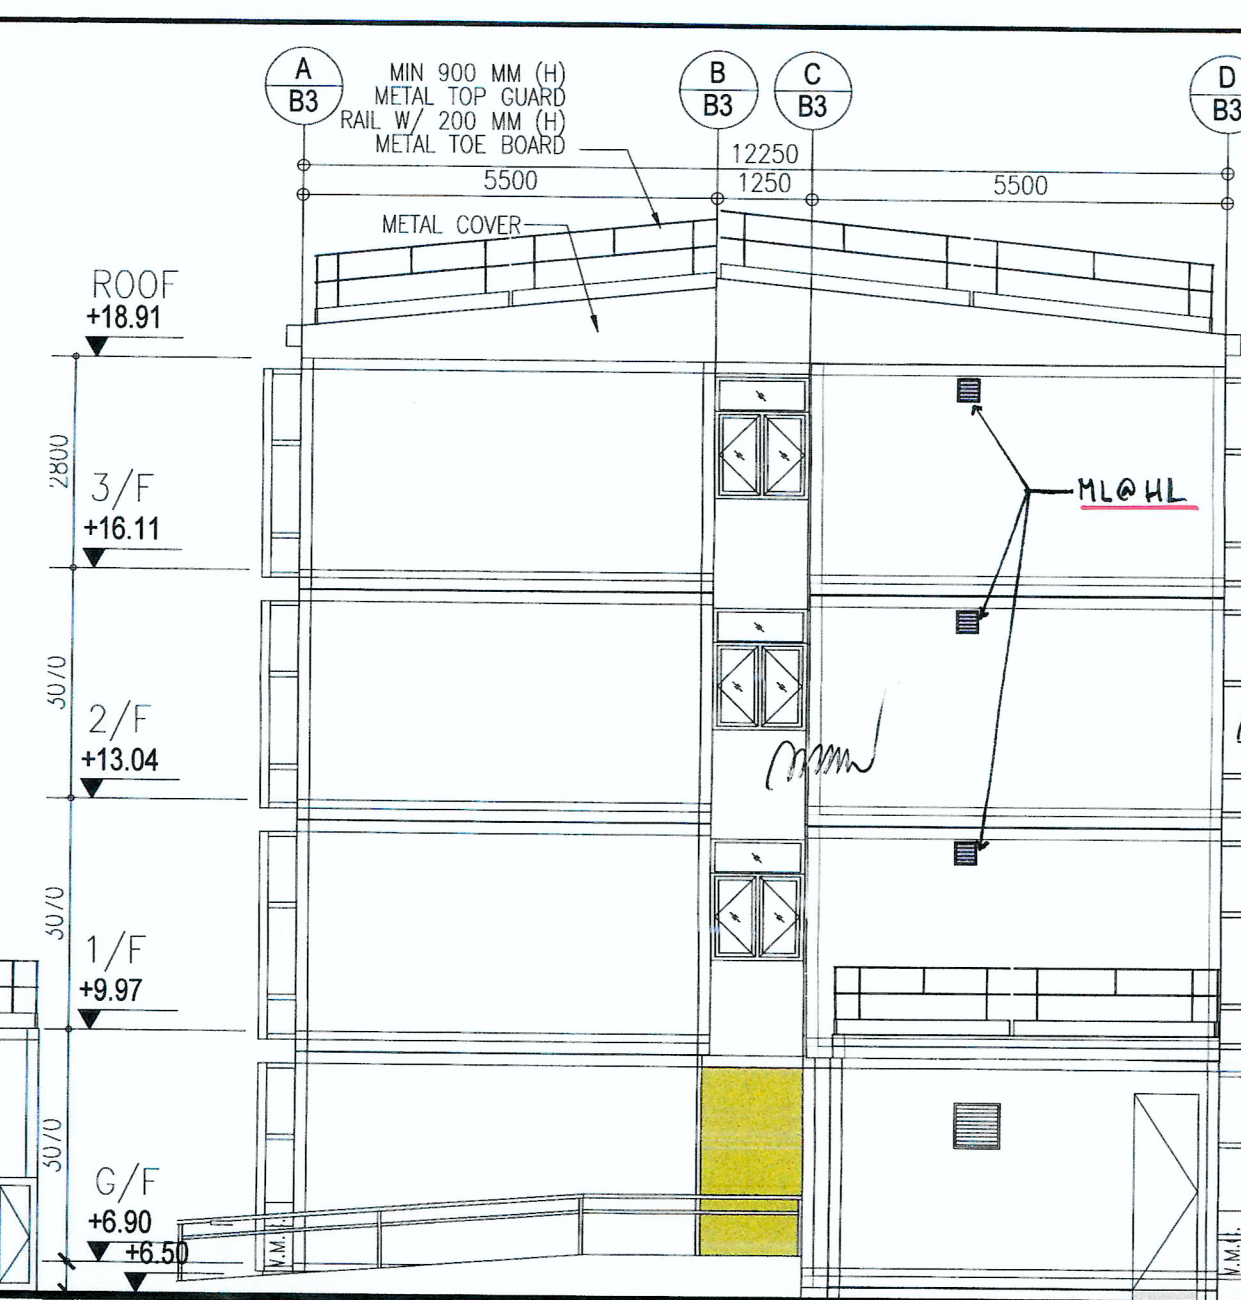 A
B3
MIN 900 MM (H)
METAL TOP GUARD
RAIL W/ 200 MM (H)
METAL TOE BOARD
B
B3
C
B3
D
B3
12250
5500
1250
5500
METAL COVER
ROOF
+18.91
2800
3/F
+16.11
ML@HL
3070
2/F
+13.04
3070
1/F
+9.97
3070
G/F
+6.90
+6.50